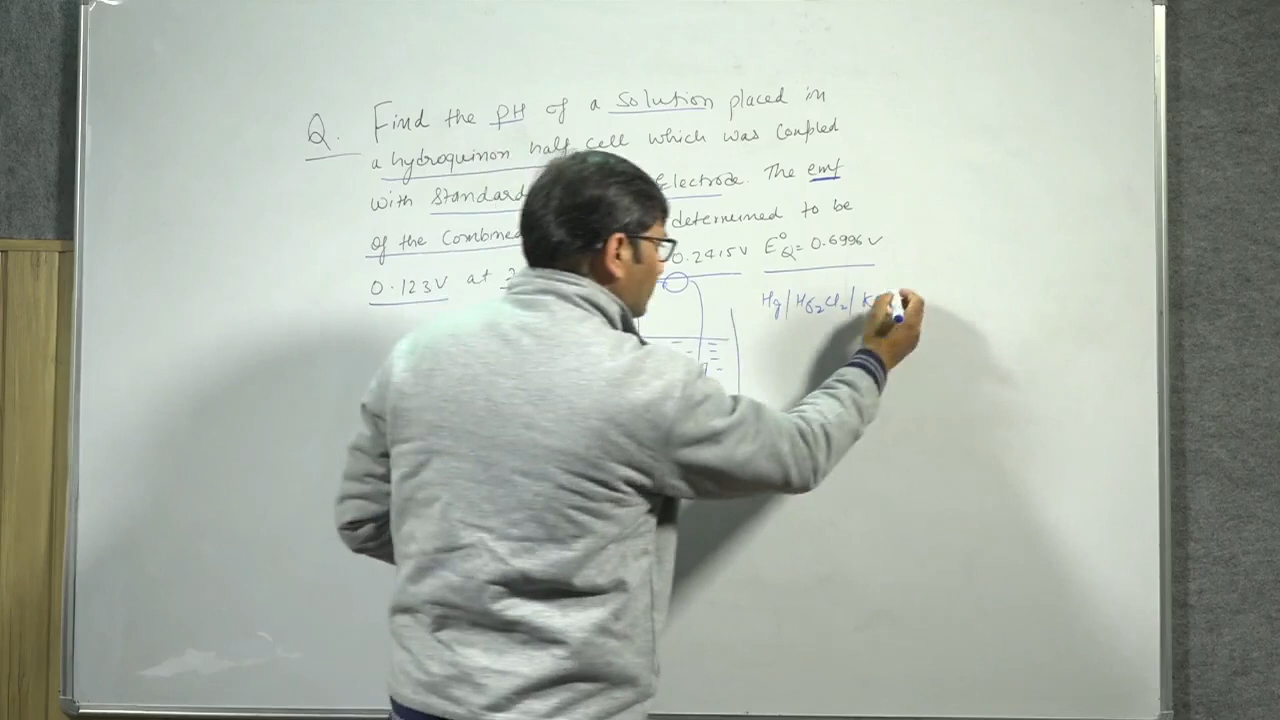 Q. Find the pH of a solution placed in
a hydroquinon half cell which was coupled
with Standard Electrode. The emf
of the Combined determined to be
0.123V at 0.2415V E°Q = 0.6996V
Hg/Hg2Cl2/K